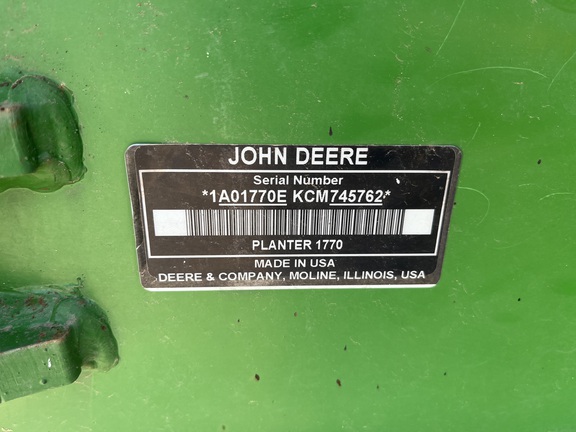 JOHN DEERE
Serial Number
*1A01770E KCM745762*
PLANTER 1770
MADE IN USA
DEERE & COMPANY, MOLINE, ILLINOIS, USA